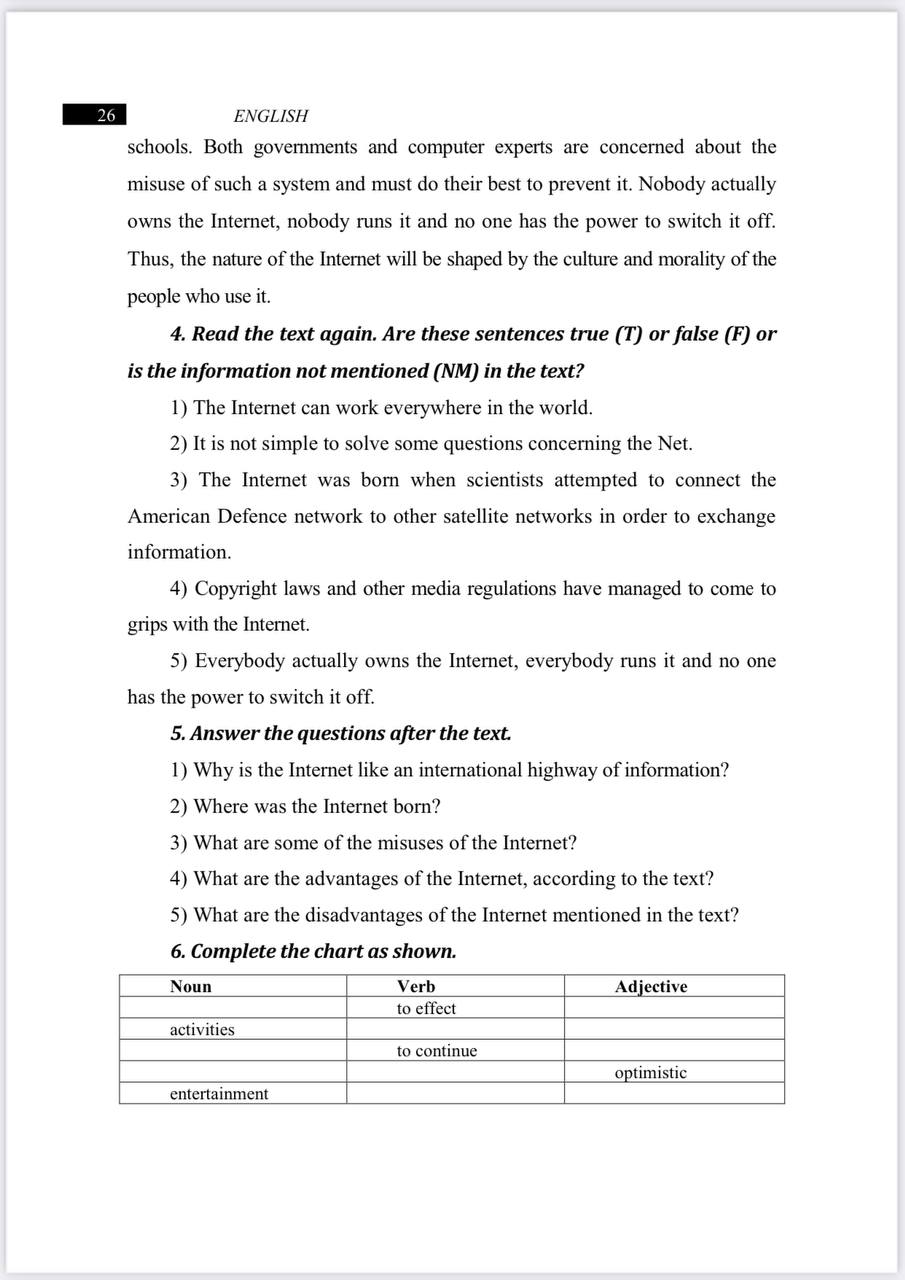 26 ENGLISH
schools. Both governments and computer experts are concerned about the
misuse of such a system and must do their best to prevent it. Nobody actually
owns the Internet, nobody runs it and no one has the power to switch it off.
Thus, the nature of the Internet will be shaped by the culture and morality of the
people who use it.
4. Read the text again. Are these sentences true (T) or false (F) or
is the information not mentioned (NM) in the text?
1) The Internet can work everywhere in the world.
2) It is not simple to solve some questions concerning the Net.
3) The Internet was born when scientists attempted to connect the
American Defence network to other satellite networks in order to exchange
information.
4) Copyright laws and other media regulations have managed to come to
grips with the Internet.
5) Everybody actually owns the Internet, everybody runs it and no one
has the power to switch it off.
5. Answer the questions after the text.
1) Why is the Internet like an international highway of information?
2) Where was the Internet born?
3) What are some of the misuses of the Internet?
4) What are the advantages of the Internet, according to the text?
5) What are the disadvantages of the Internet mentioned in the text?
6. Complete the chart as shown.
Noun Verb Adjective
to effect
activities
to continue
optimistic
entertainment